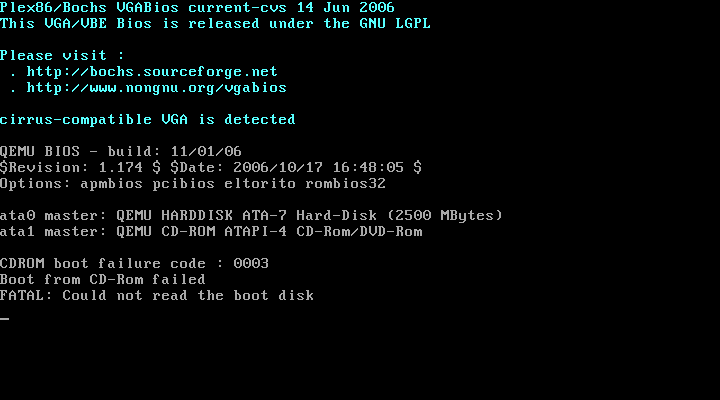 Plex86/Bochs VGABios current-cvs 14 Jun 2006
This VGA/VBE Bios is released under the GNU LGPL
Please visit :
. http://bochs.sourceforge.net
. http://www.nongnu.org/vgabios
cirrus-compatible VGA is detected
QEMU BIOS - build: 11/01/06
$Revision: 1.174 $ $Date: 2006/10/17 16:48:05 $
Options: apmbios pcibios eltorito rombios32
ata0 master: QEMU HARDDISK ATA-7 Hard-Disk (2500 MBytes)
ata1 master: QEMU CD-ROM ATAPI-4 CD-Rom/DVD-Rom
CDROM boot failure code : 0003
Boot from CD-Rom failed
FATAL: Could not read the boot disk
_